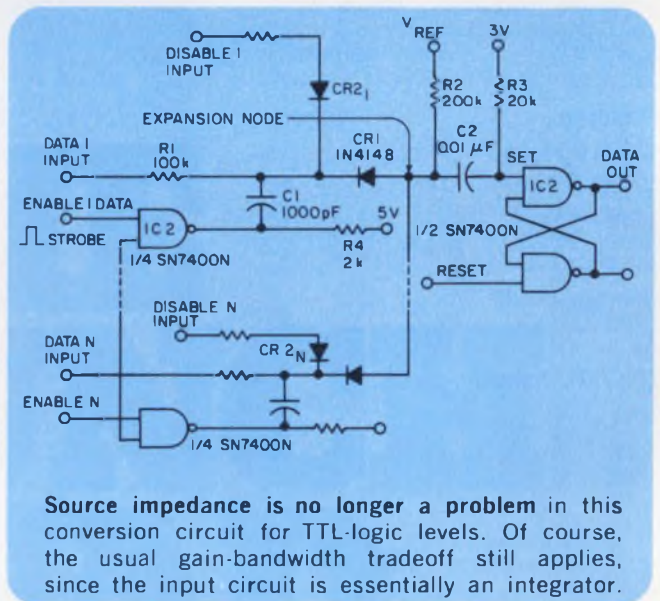 V REF
3V
DISABLE I
INPUT
CR2₁
R2
200k
R3
20k
EXPANSION NODE
DATA I
INPUT
R1
100k
CR1
1N4148
C2
0.01 µF
SET
IC2
DATA
OUT
ENABLE I DATA
STROBE
IC2
C1
1000pF
5V
1/4 SN7400N
R4
2k
1/2 SN7400N
RESET
DISABLE N
INPUT
DATA N
INPUT
CR 2N
ENABLE N
1/4 SN7400N
Source impedance is no longer a problem in this
conversion circuit for TTL-logic levels. Of course,
the usual gain-bandwidth tradeoff still applies,
since the input circuit is essentially an integrator.